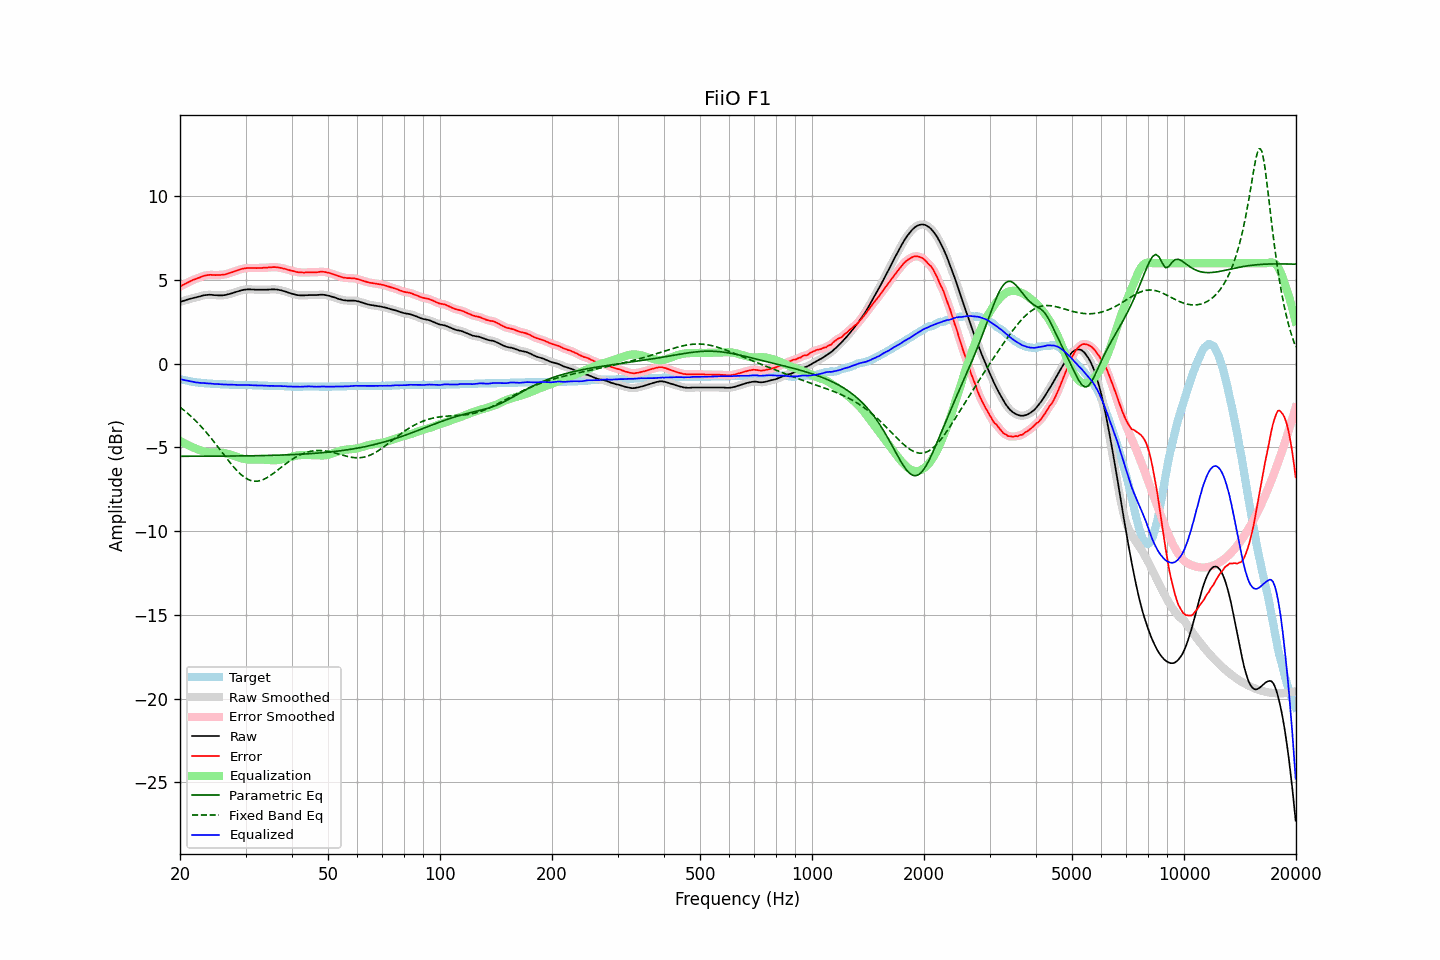 FiiO F1
10
5
0
−5
−10
−15
−20
−25
Amplitude (dBr)
Target
Raw Smoothed
Error Smoothed
Raw
Error
Equalization
Parametric Eq
Fixed Band Eq
Equalized
20 50 100 200 500 1000 2000 5000 10000 20000
Frequency (Hz)